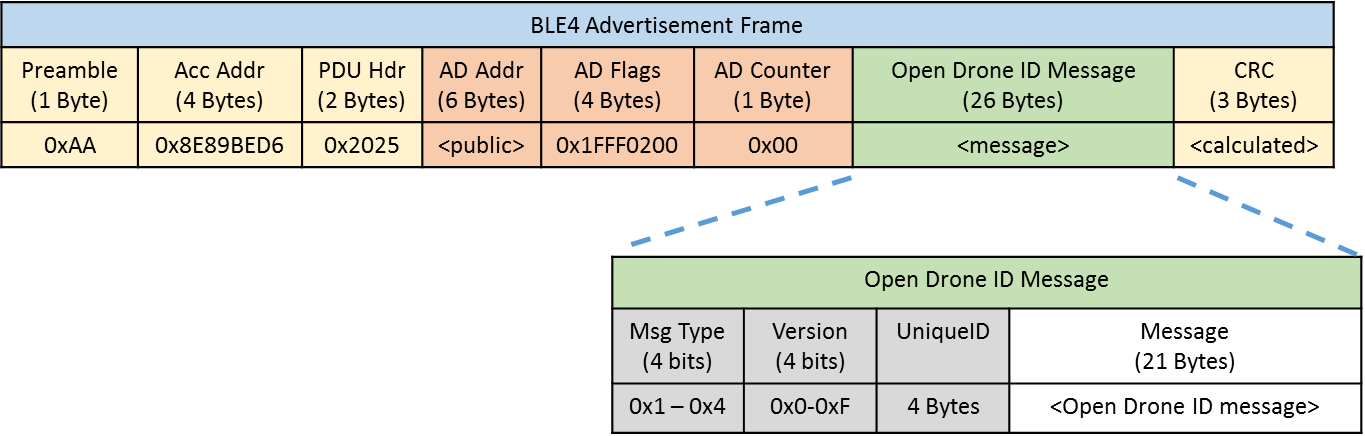 BLE4 Advertisement Frame
Preamble Acc Addr PDU Hdr AD Addr AD Flags AD Counter Open Drone ID Message CRC
(1 Byte) (4 Bytes) (2 Bytes) (6 Bytes) (4 Bytes) (1 Byte) (26 Bytes) (3 Bytes)
0xAA 0x8E89BED6 0x2025 <public> 0x1FFF0200 0x00 <message> <calculated>
Open Drone ID Message
Msg Type Version UniqueID Message
(4 bits) (4 bits) (21 Bytes)
0x1 – 0x4 0x0-0xF 4 Bytes <Open Drone ID message>